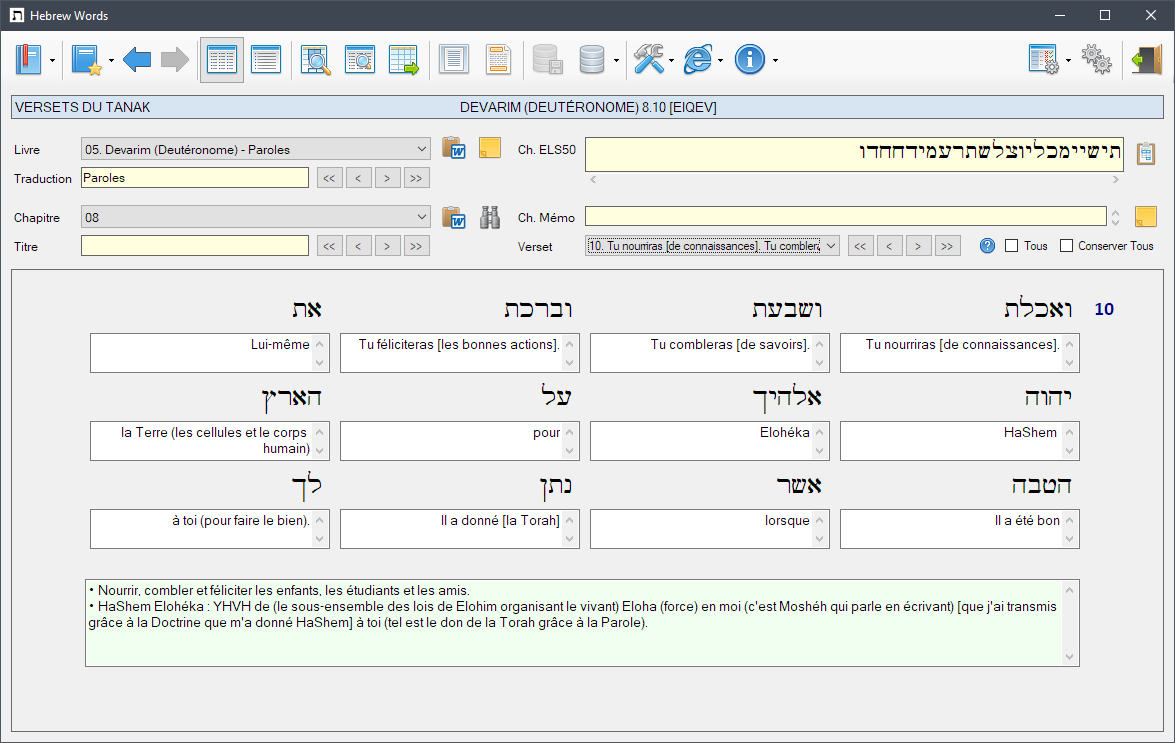 Hebrew Words
VERSETS DU TANAK
DEVARIM (DEUTÉRONOME) 8.10 [EIQEV]
Livre
05. Devarim (Deutéronome) - Paroles
Ch. ELS50
תישיימכליוצלשתרעמידחחדו
Traduction
Paroles
<< < > >>
Chapitre
08
Ch. Mémo
Titre
<< < > >>
Verset
10. Tu nourriras [de connaissances]. Tu comblera
<< < > >>
Tous
Conserver Tous
10
ואכלת ושבעת וברכת את
Tu nourriras [de connaissances].
Tu combleras [de savoirs].
Tu féliciteras [les bonnes actions].
Lui-même
יהוה אלהיך על הארץ
HaShem
Elohéka
pour
la Terre (les cellules et le corps
humain)
הטבה אשר נתן לך
Il a été bon
lorsque
Il a donné [la Torah]
à toi (pour faire le bien).
• Nourrir, combler et féliciter les enfants, les étudiants et les amis.
• HaShem Elohéka : YHVH de (le sous-ensemble des lois de Elohim organisant le vivant) Eloha (force) en moi (c'est Moshéh qui parle en écrivant) [que j'ai transmis
grâce à la Doctrine que m'a donné HaShem] à toi (tel est le don de la Torah grâce à la Parole).